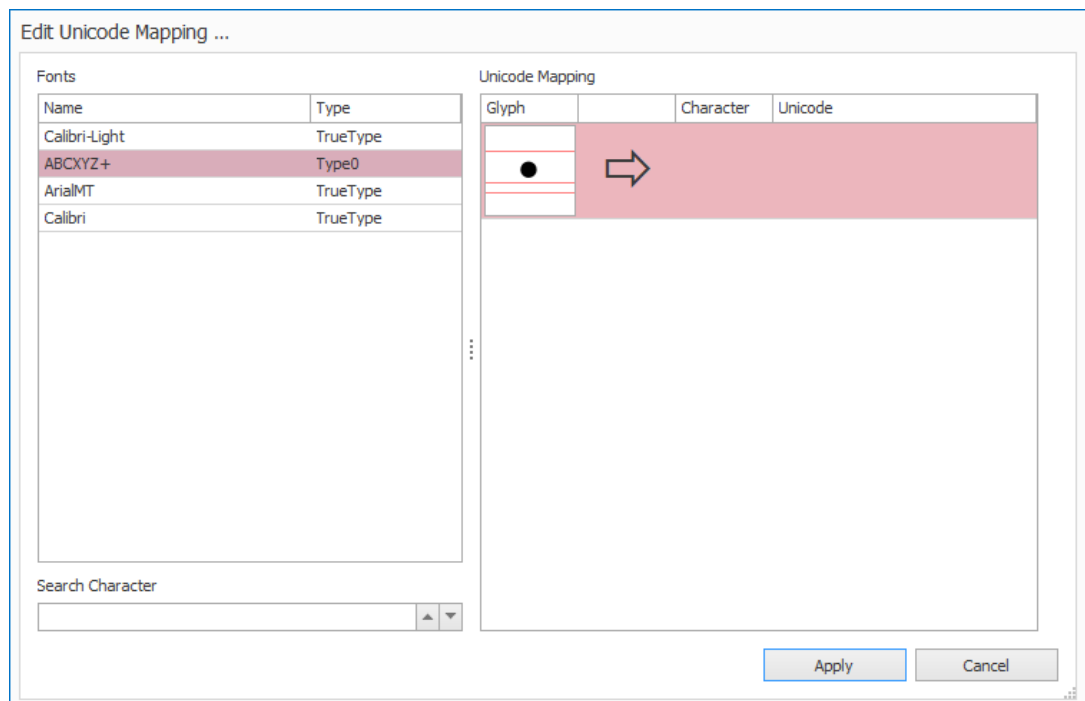 Edit Unicode Mapping ...
Fonts
Name Type
Calibri-Light TrueType
ABCXYZ+ Type0
ArialMT TrueType
Calibri TrueType
Search Character
Unicode Mapping
Glyph Character Unicode
Apply Cancel